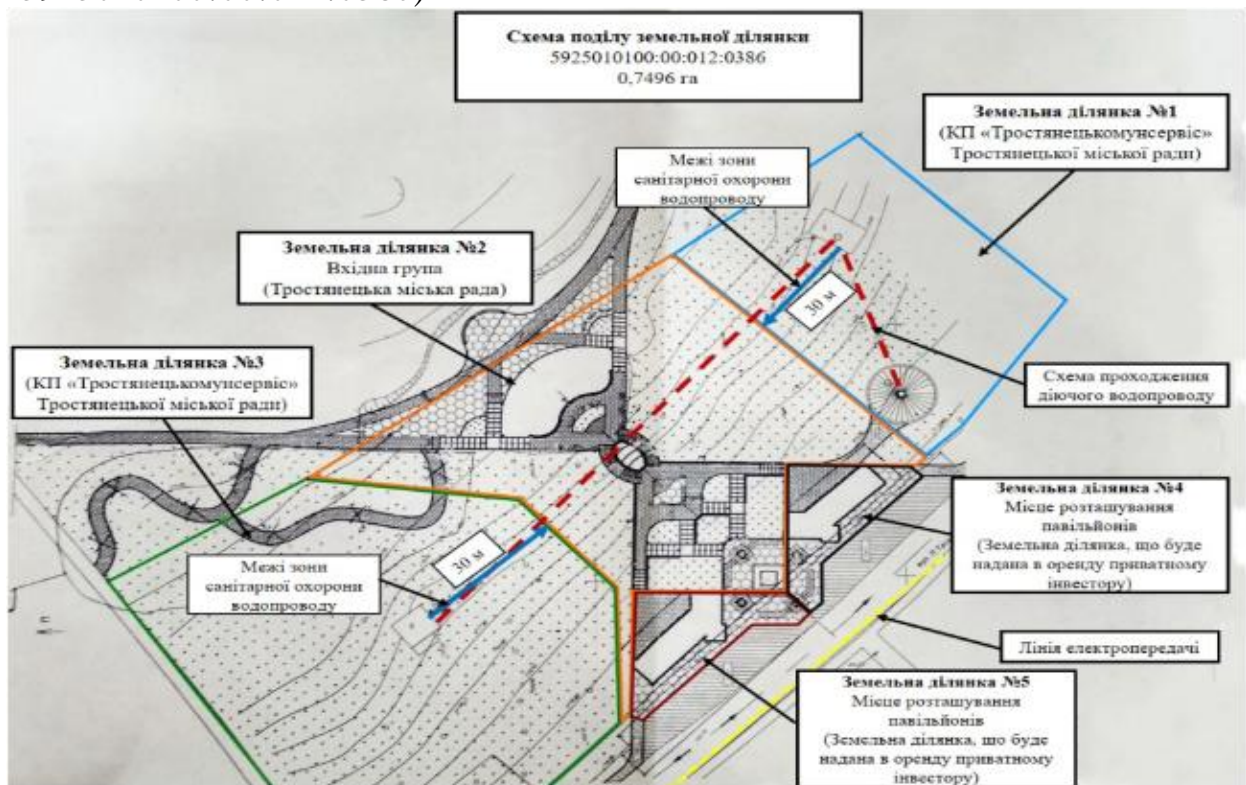 Схема поділу земельної ділянки
5925010100:00:012:0386
0,7496 га
Земельна ділянка №1
(КП «Тростянецькомунсервіс»
Тростянецької міської ради)
Межі зони
санітарної охорони
водопроводу
Земельна ділянка №2
Вхідна група
(Тростянецька міська рада)
30 м
Земельна ділянка №3
(КП «Тростянецькомунсервіс»
Тростянецької міської ради)
Схема проходження
діючого водопроводу
Земельна ділянка №4
Місце розташування
павільйонів
(Земельна ділянка, що буде
надана в оренду приватному
інвестору)
30 м
Межі зони
санітарної охорони
водопроводу
Лінія електропередачі
Земельна ділянка №5
Місце розташування
павільйонів
(Земельна ділянка, що буде
надана в оренду приватному
інвестору)